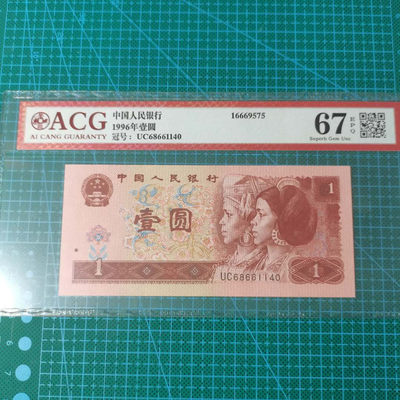 ACG
AI CANG GUARANTY
中国人民银行
1996年壹圆
冠号：UC68661140
16669575
67 EPQ
Superb Gem Unc
中国人民银行
1
壹圆
1
1
UC68661140